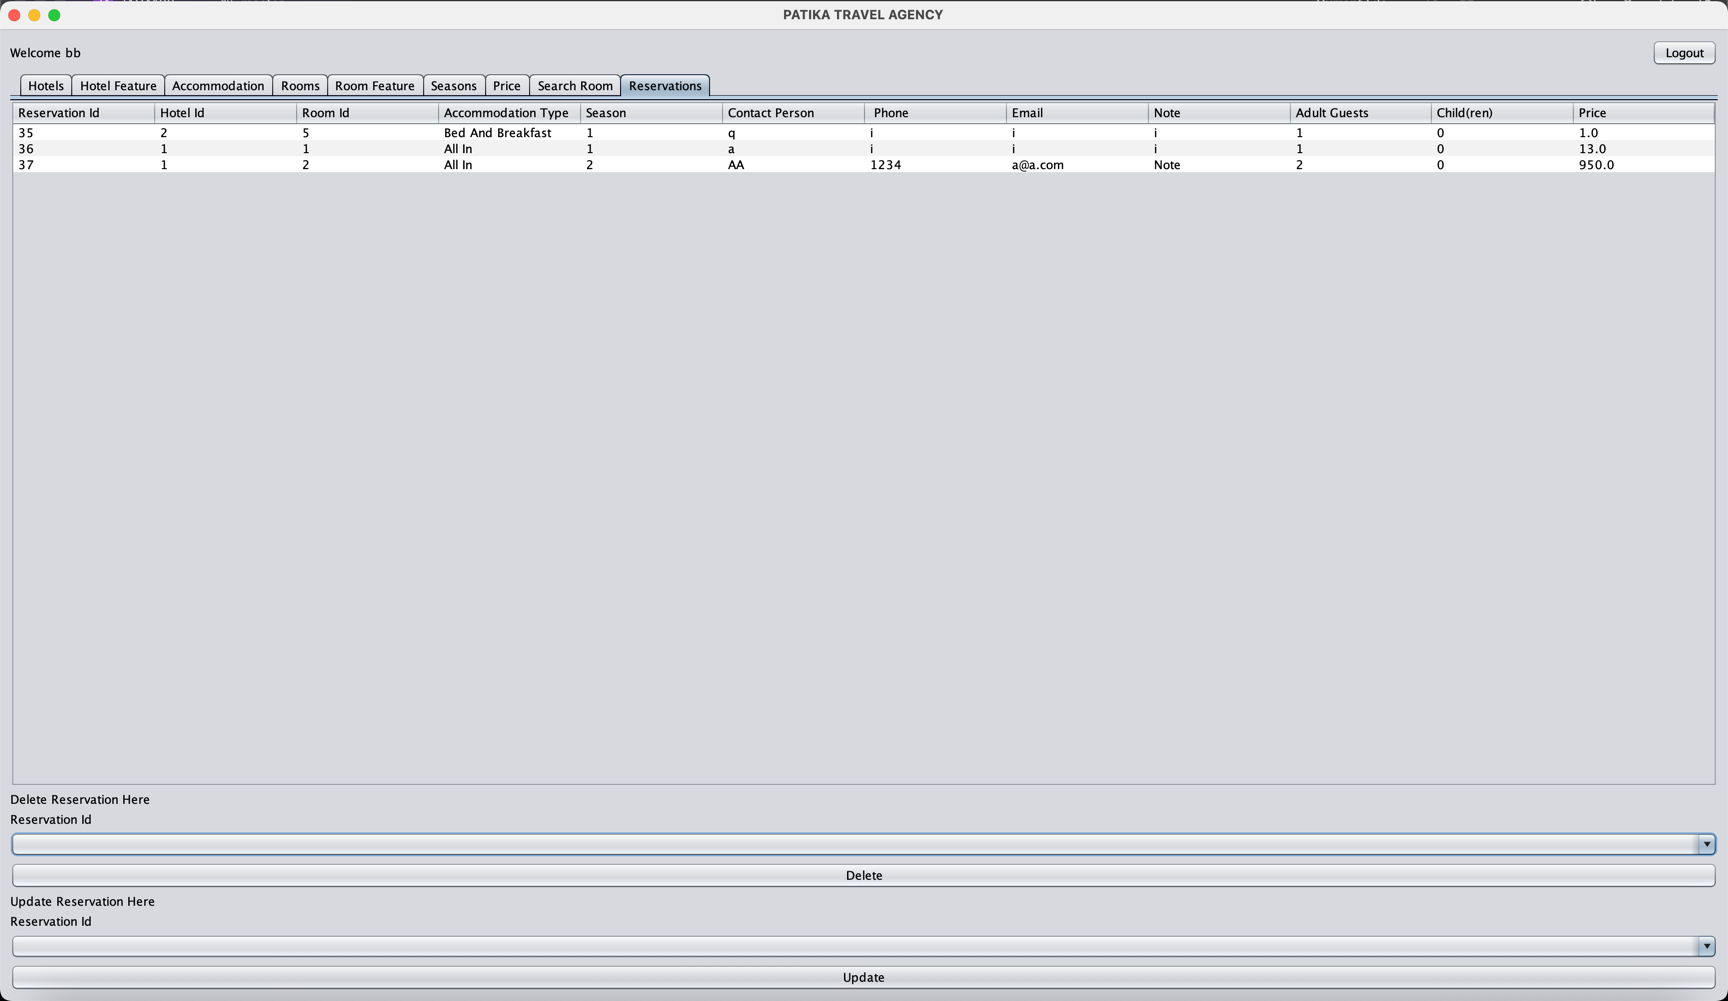 PATIKA TRAVEL AGENCY
Welcome bb
Logout
Hotels Hotel Feature Accommodation Rooms Room Feature Seasons Price Search Room Reservations
Reservation Id Hotel Id Room Id Accommodation Type Season Contact Person Phone Email Note Adult Guests Child(ren) Price
35 2 5 Bed And Breakfast 1 q i i i 1 0 1.0
36 1 1 All In 1 a i i i 1 0 13.0
37 1 2 All In 2 AA 1234 a@a.com Note 2 0 950.0
Delete Reservation Here
Reservation Id
Delete
Update Reservation Here
Reservation Id
Update